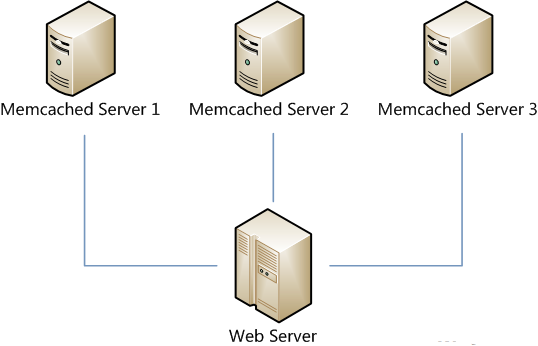 Memcached Server 1
Memcached Server 2
Memcached Server 3
Web Server